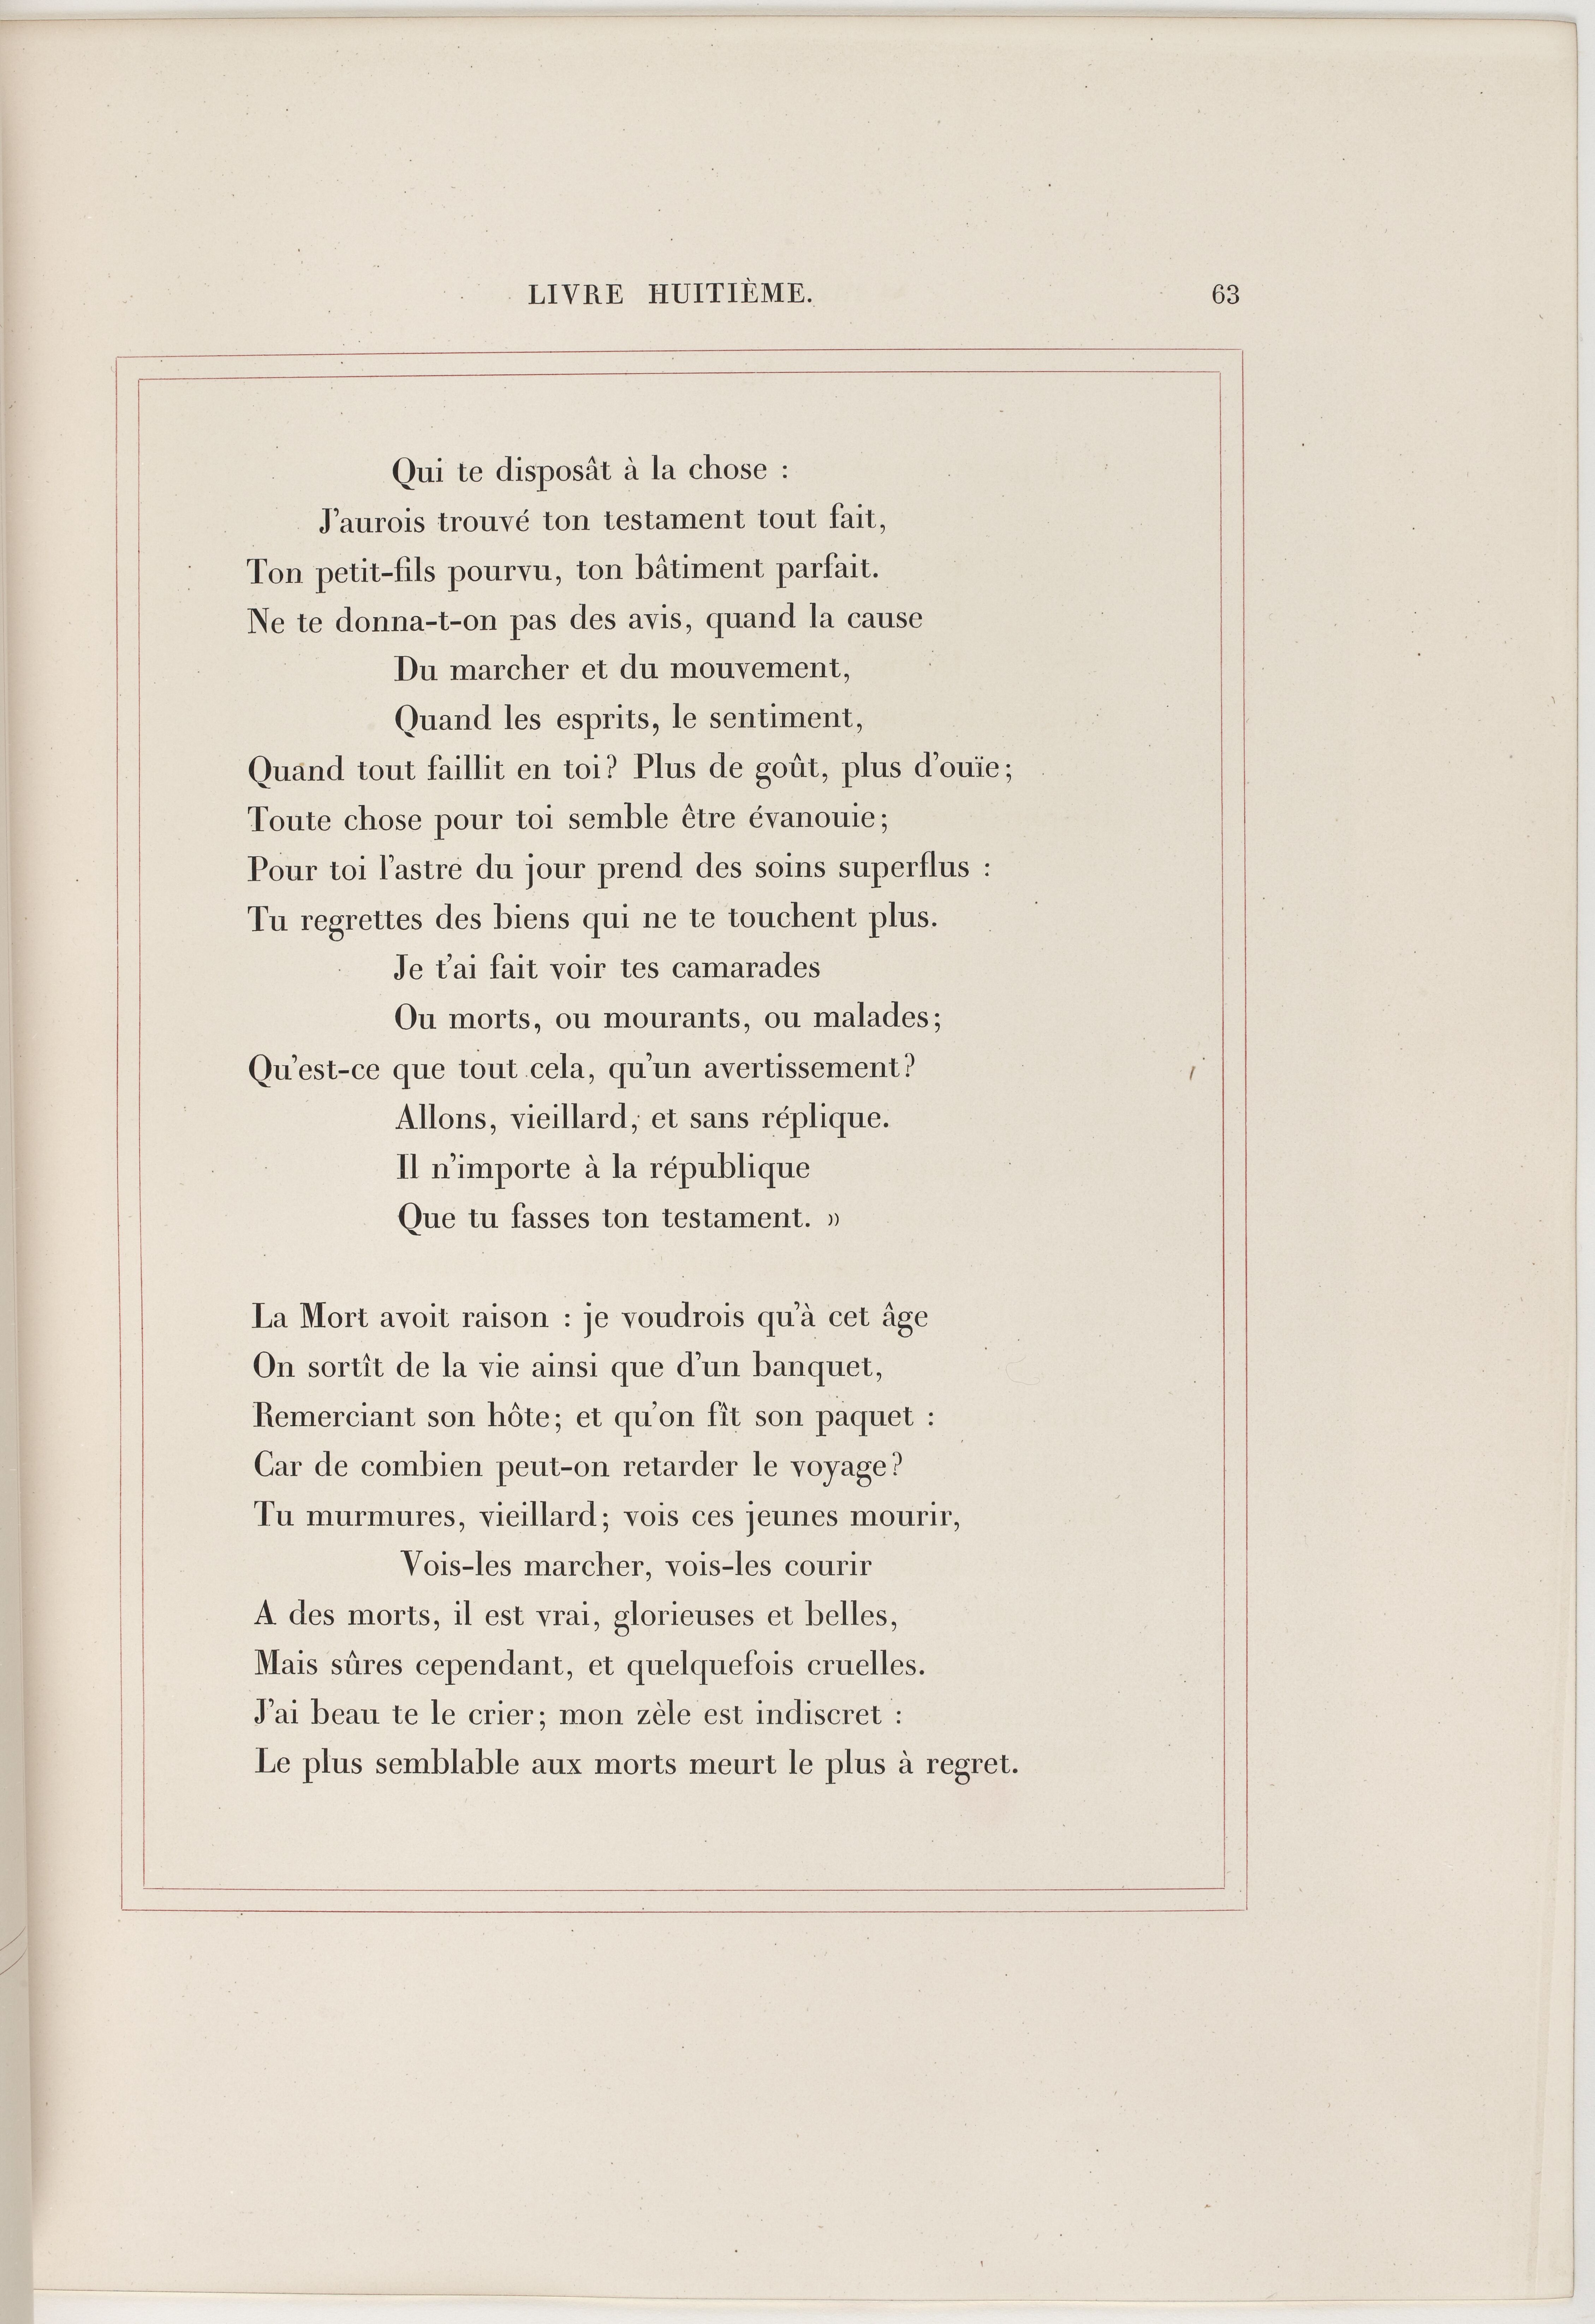 LIVRE HUITIÈME. 63
Qui te disposât à la chose :
J'aurois trouvé ton testament tout fait,
Ton petit-fils pourvu, ton bâtiment parfait.
Ne te donna-t-on pas des avis, quand la cause
Du marcher et du mouvement,
Quand les esprits, le sentiment,
Quand tout faillit en toi? Plus de goût, plus d'ouïe;
Toute chose pour toi semble être évanouie;
Pour toi l'astre du jour prend des soins superflus :
Tu regrettes des biens qui ne te touchent plus.
Je t'ai fait voir tes camarades
Ou morts, ou mourants, ou malades;
Qu'est-ce que tout cela, qu'un avertissement?
Allons, vieillard, et sans réplique.
Il n'importe à la république
Que tu fasses ton testament. »
La Mort avoit raison : je voudrois qu'à cet âge
On sortît de la vie ainsi que d'un banquet,
Remerciant son hôte; et qu'on fît son paquet :
Car de combien peut-on retarder le voyage?
Tu murmures, vieillard; vois ces jeunes mourir,
Vois-les marcher, vois-les courir
A des morts, il est vrai, glorieuses et belles,
Mais sûres cependant, et quelquefois cruelles.
J'ai beau te le crier; mon zèle est indiscret :
Le plus semblable aux morts meurt le plus à regret.